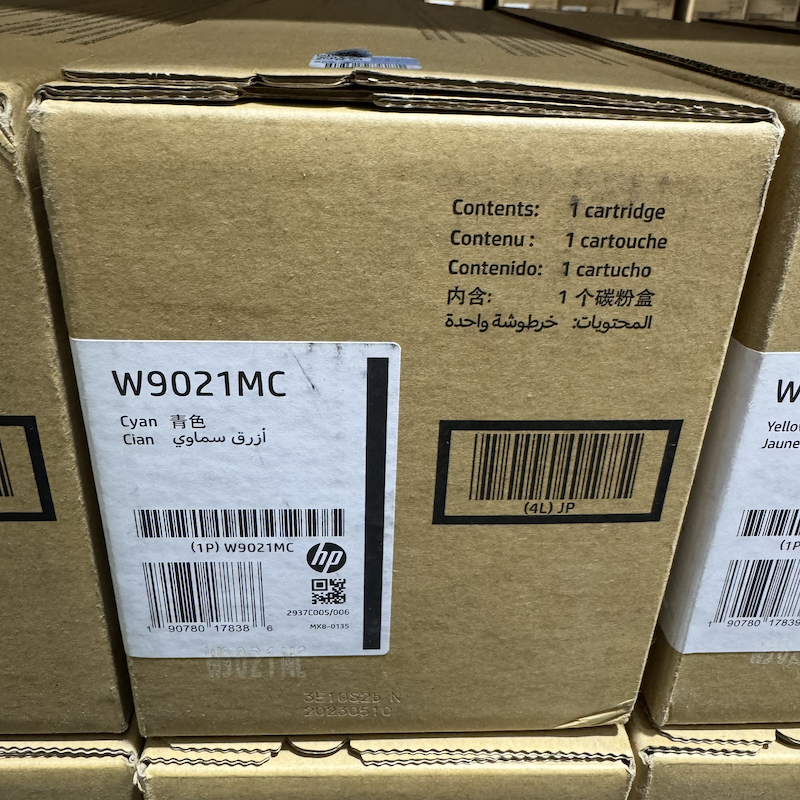 Contents: 1 cartridge
Contenu : 1 cartouche
Contenido: 1 cartucho
内含: 1 个碳粉盒
المحتويات: خرطوشة واحدة
W9021MC
Cyan 青色
Cian أزرق سماوي
(1P) W9021MC
hp
1 90780 17838 6
2937C005/006
MXB-0135
(4L) JP
W9021MC
3E10S2b N
20230510
W
Yello
Jaune
(1P
1 90780 17839